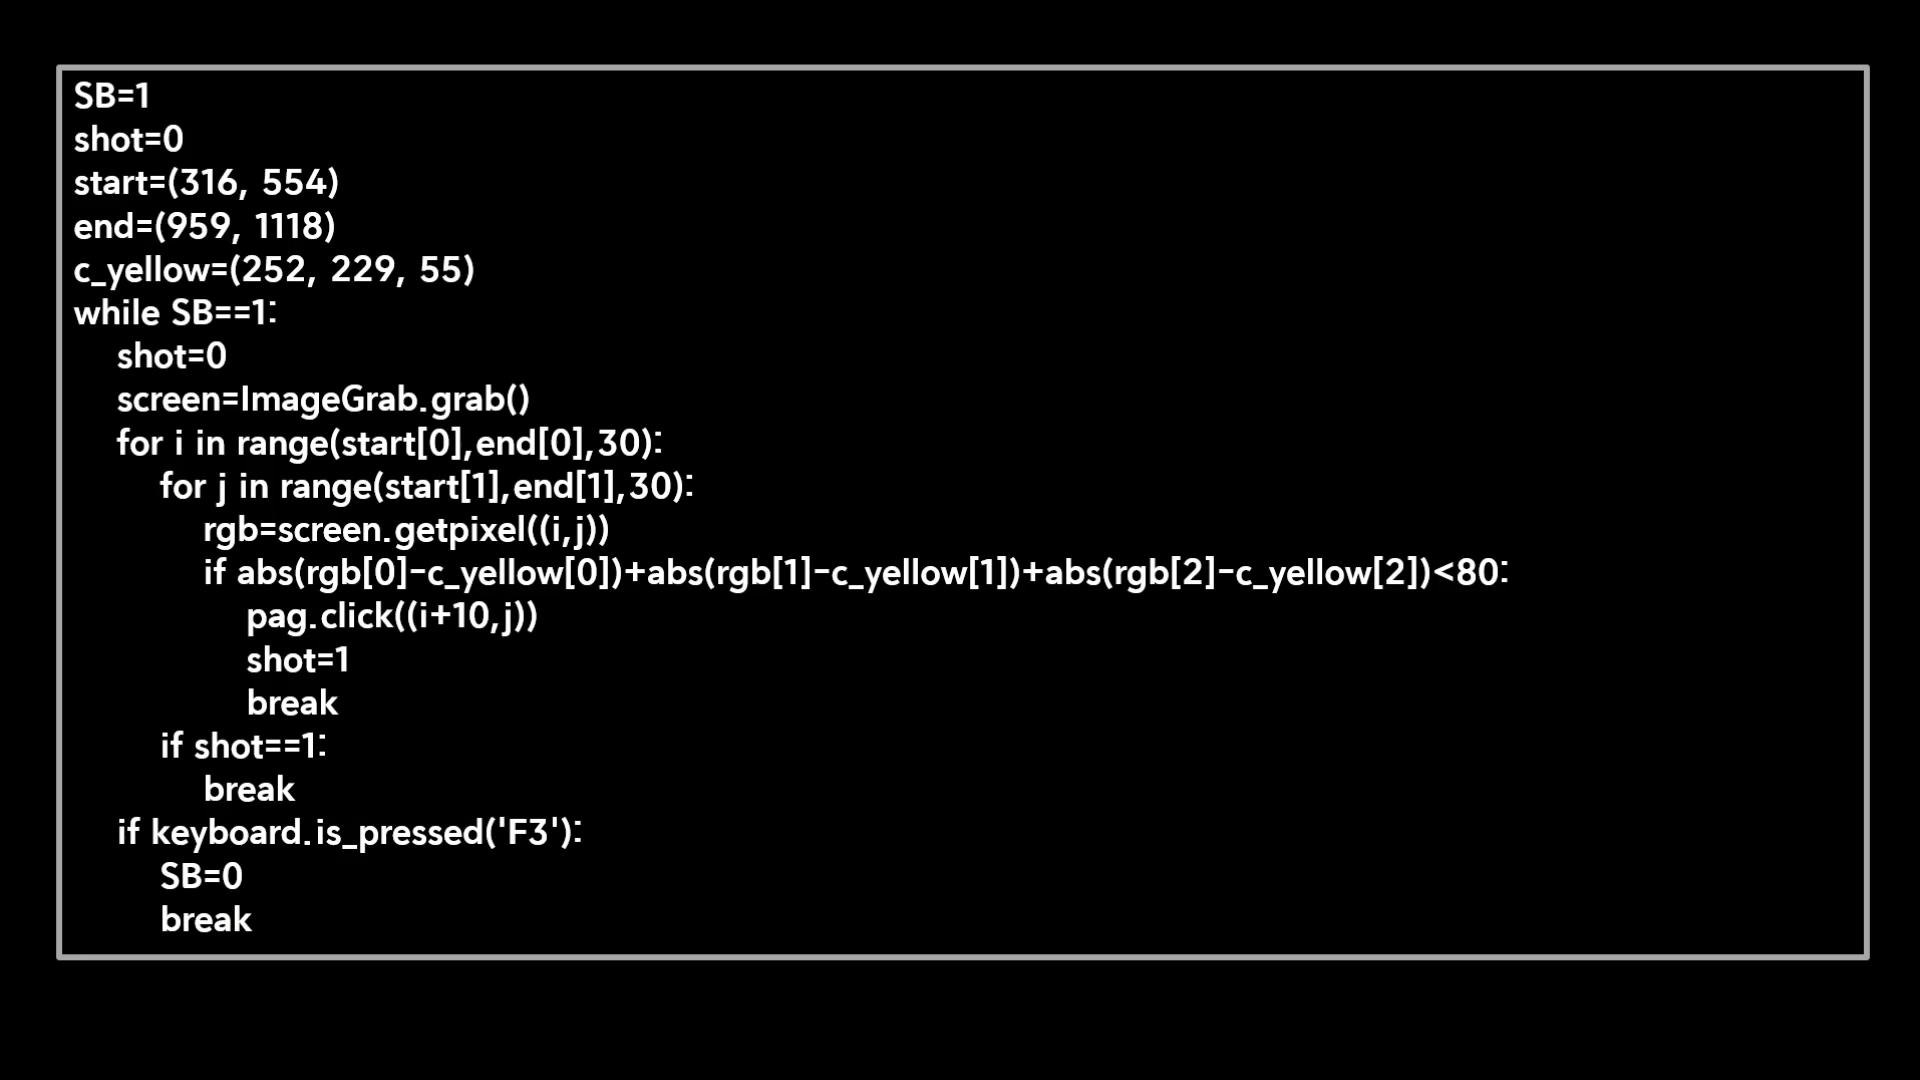 SB=1
shot=0
start=(316, 554)
end=(959, 1118)
c_yellow=(252, 229, 55)
while SB==1:
    shot=0
    screen=ImageGrab.grab()
    for i in range(start[0],end[0],30):
        for j in range(start[1],end[1],30):
            rgb=screen.getpixel((i,j))
            if abs(rgb[0]-c_yellow[0])+abs(rgb[1]-c_yellow[1])+abs(rgb[2]-c_yellow[2])<80:
                pag.click((i+10,j))
                shot=1
                break
        if shot==1:
            break
    if keyboard.is_pressed('F3'):
        SB=0
        break